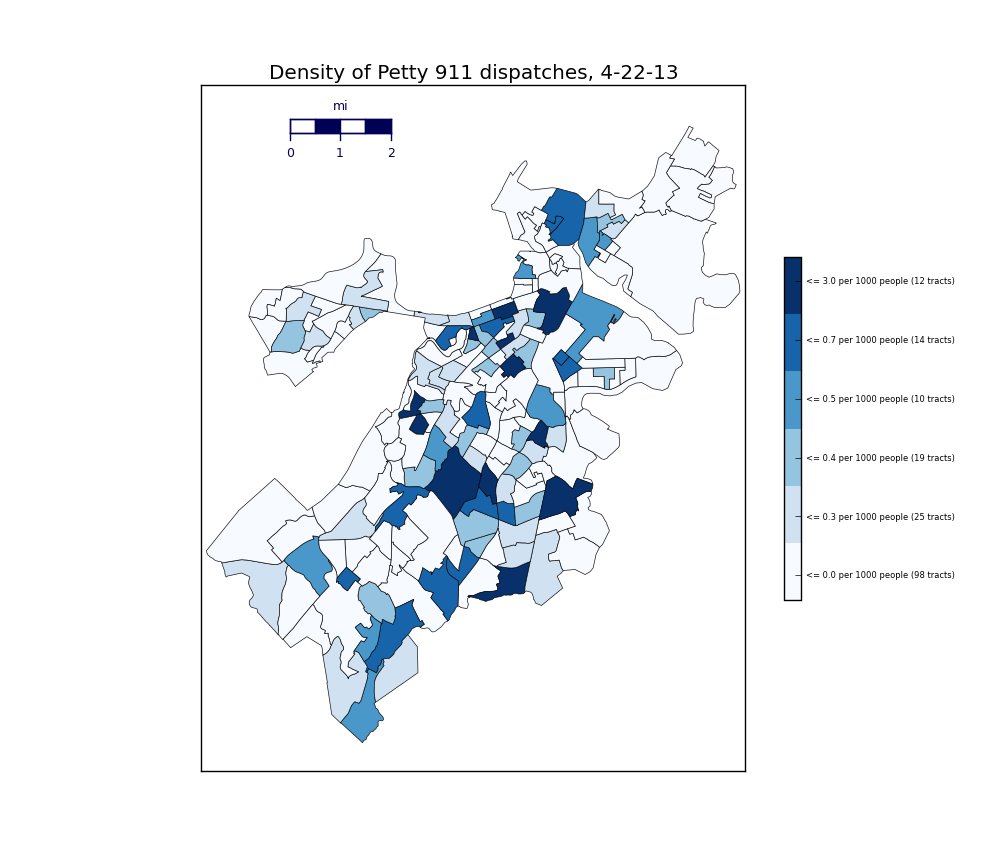 Density of Petty 911 dispatches, 4-22-13
mi
0 1 2
<= 3.0 per 1000 people (12 tracts)
<= 0.7 per 1000 people (14 tracts)
<= 0.5 per 1000 people (10 tracts)
<= 0.4 per 1000 people (19 tracts)
<= 0.3 per 1000 people (25 tracts)
<= 0.0 per 1000 people (98 tracts)